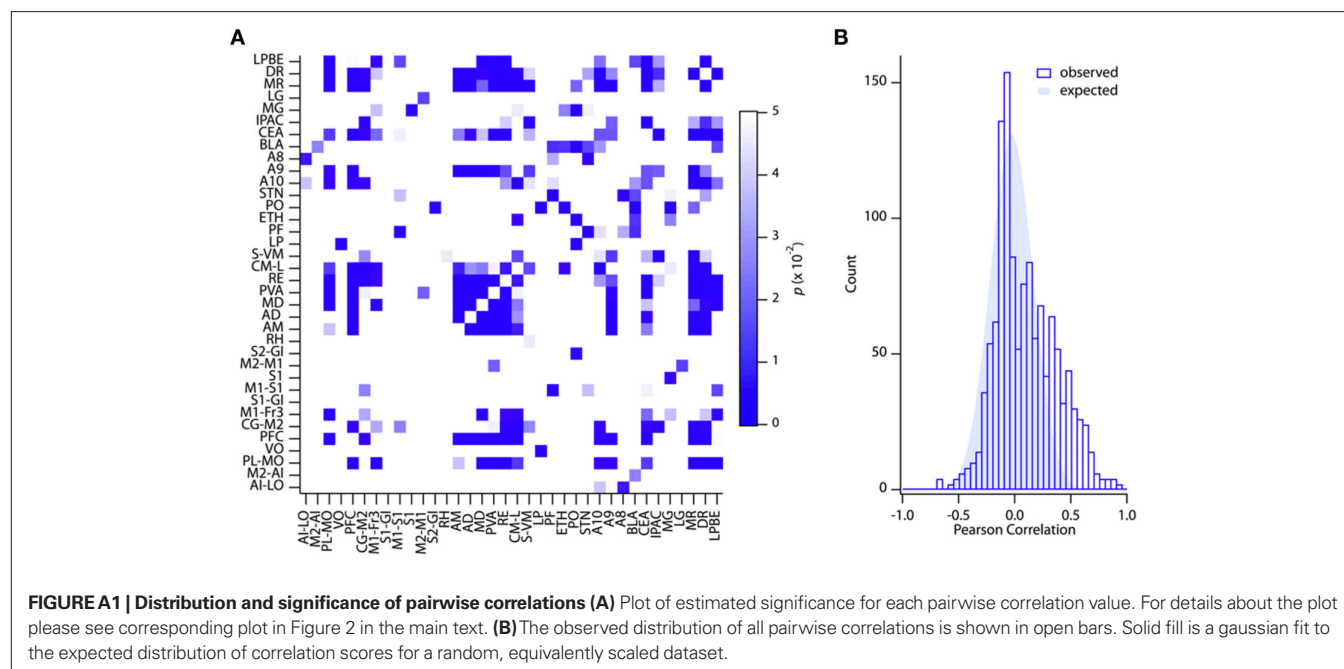 A
B
LPBE
DR
MR
LG
MG
IPAC
CEA
BLA
A8
A9
A10
STN
PO
ETH
PF
LP
S-VM
CM-L
RE
PVA
MD
AD
AM
RH
S2-GI
M2-M1
S1
M1-S1
S1-GI
M1-Fr3
CG-M2
PFC
VO
PL-MO
M2-AI
AI-LO
AI-LO M2-AI PL-MO VO PFC CG-M2 M1-Fr3 S1-GI M1-S1 S1 M2-M1 S2-GI RH AM AD MD PVA RE CM-L S-VM LP PF ETH PO STN A10 A9 A8 BLA CEA IPAC MG LG MR DR LPBE
5
4
3
2
1
0
p (x 10⁻²)
150
100
50
0
Count
observed
expected
-1.0 -0.5 0.0 0.5 1.0
Pearson Correlation
FIGURE A1 | Distribution and significance of pairwise correlations (A) Plot of estimated significance for each pairwise correlation value. For details about the plot
please see corresponding plot in Figure 2 in the main text. (B) The observed distribution of all pairwise correlations is shown in open bars. Solid fill is a gaussian fit to
the expected distribution of correlation scores for a random, equivalently scaled dataset.